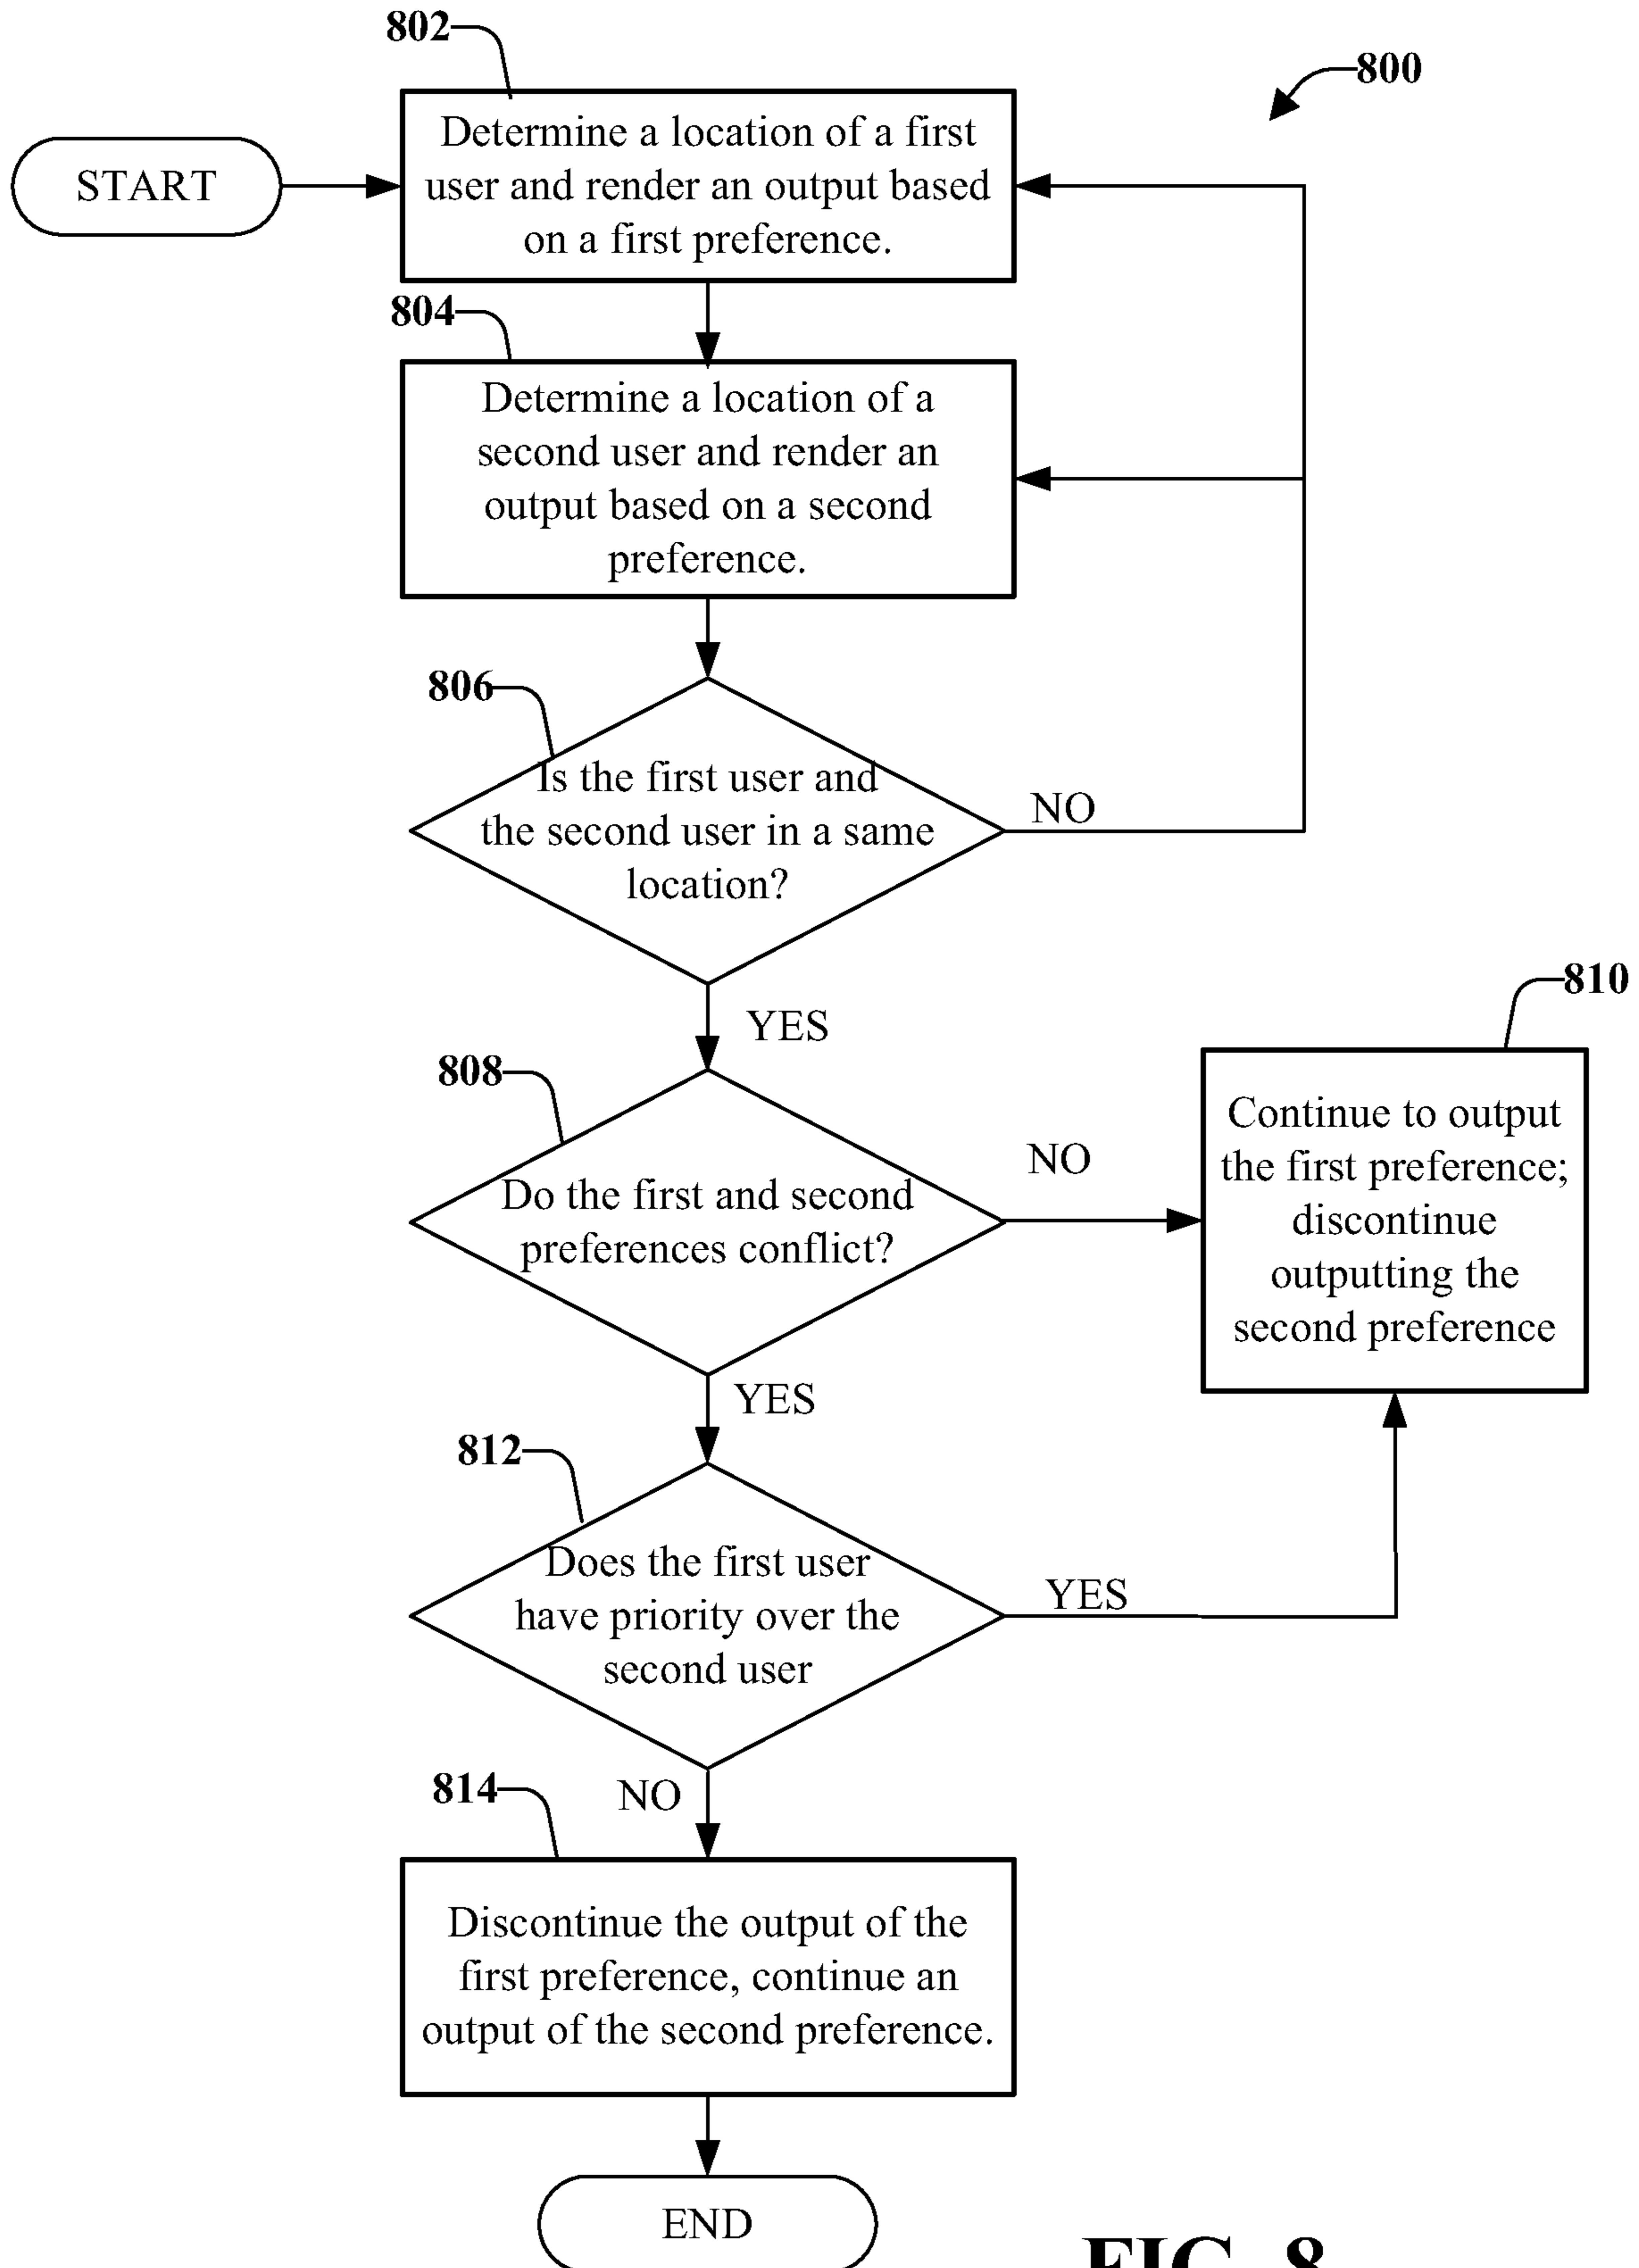 802
800
START
Determine a location of a first
user and render an output based
on a first preference.
804
Determine a location of a
second user and render an
output based on a second
preference.
806
Is the first user and
the second user in a same
location?
NO
YES
810
808
Do the first and second
preferences conflict?
NO
Continue to output
the first preference;
discontinue
outputting the
second preference
YES
812
Does the first user
have priority over the
second user
YES
NO
814
Discontinue the output of the
first preference, continue an
output of the second preference.
END
FIG. 8